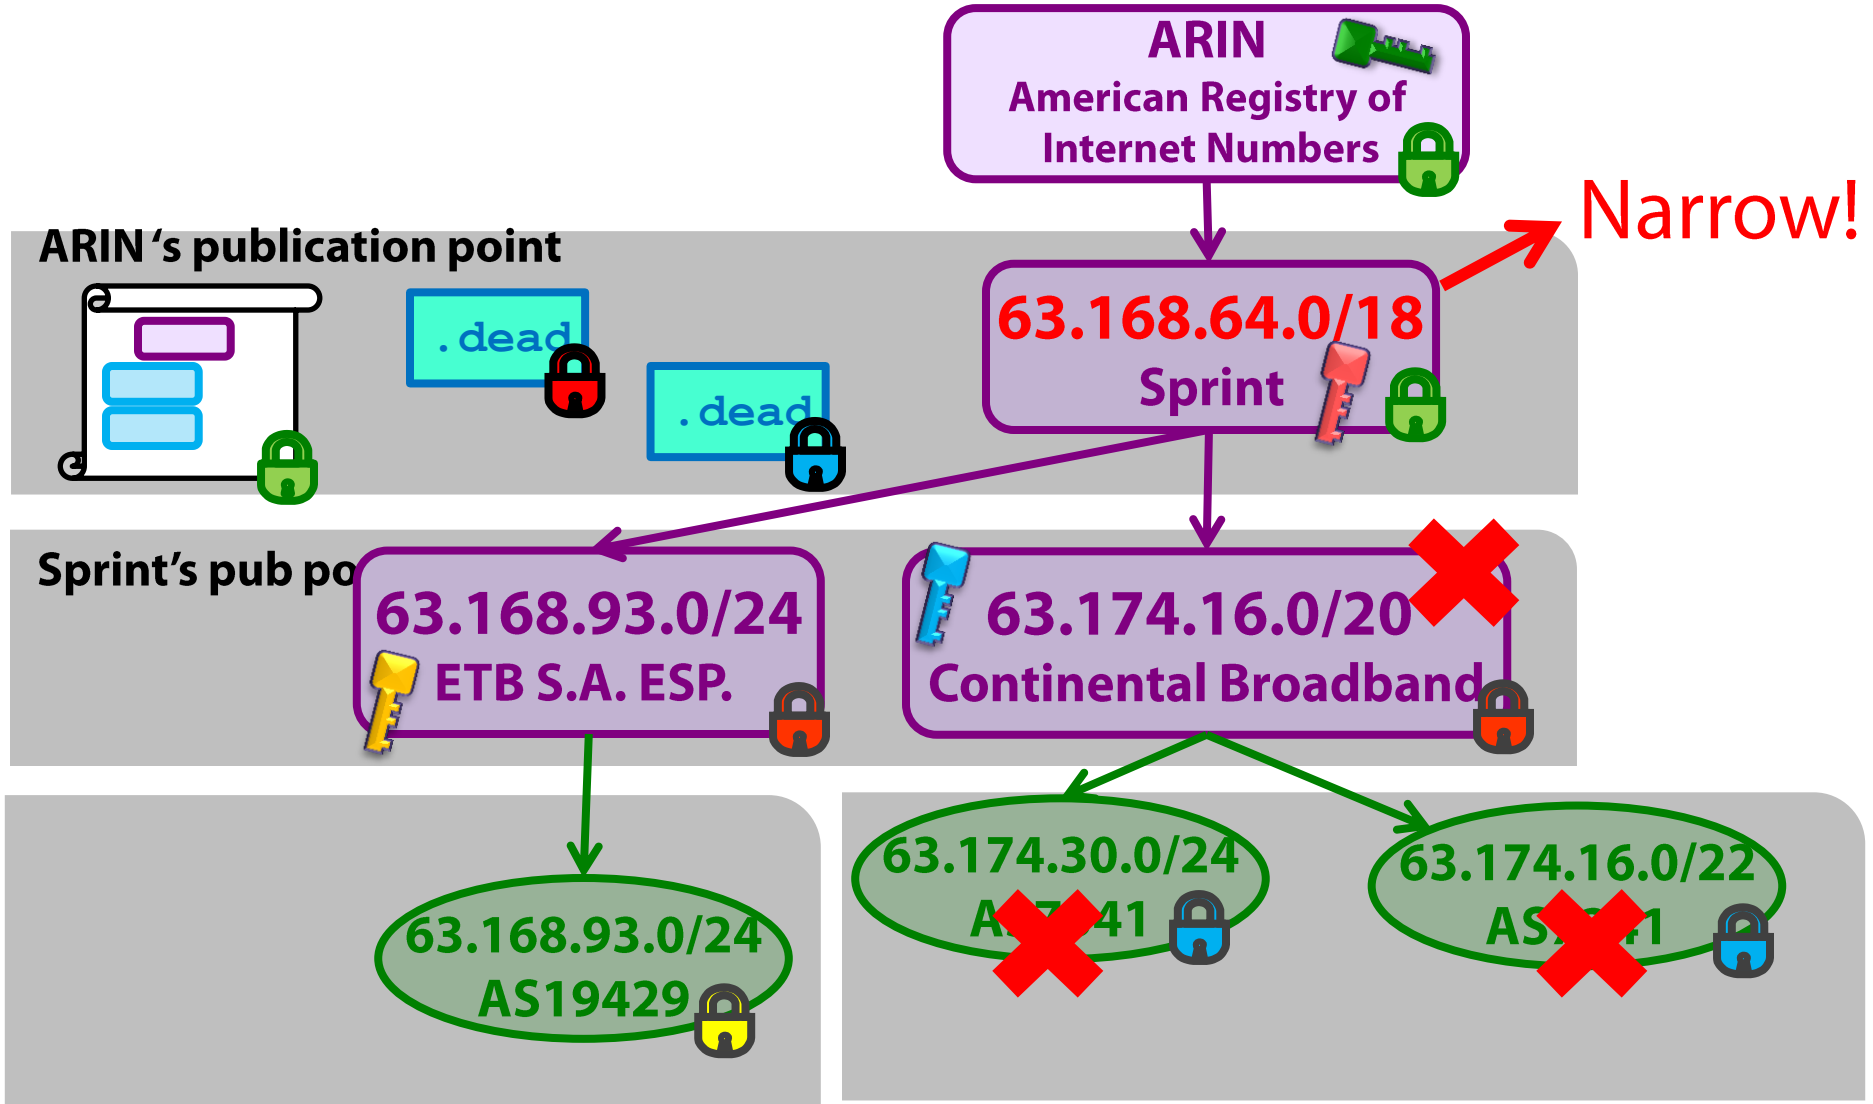 ARIN
American Registry of
Internet Numbers
Narrow!
ARIN ‘s publication point
.dead
.dead
63.168.64.0/18
Sprint
Sprint’s pub po
63.168.93.0/24
ETB S.A. ESP.
63.174.16.0/20
Continental Broadband
63.174.30.0/24
63.174.16.0/22
63.168.93.0/24
AS19429